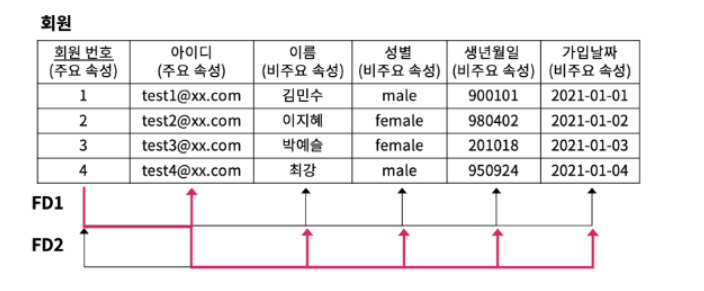 회원
회원 번호 아이디 이름 성별 생년월일 가입날짜
(주요 속성) (주요 속성) (비주요 속성) (비주요 속성) (비주요 속성) (비주요 속성)
1 test1@xx.com 김민수 male 900101 2021-01-01
2 test2@xx.com 이지혜 female 980402 2021-01-02
3 test3@xx.com 박예슬 female 201018 2021-01-03
4 test4@xx.com 최강 male 950924 2021-01-04
FD1
FD2